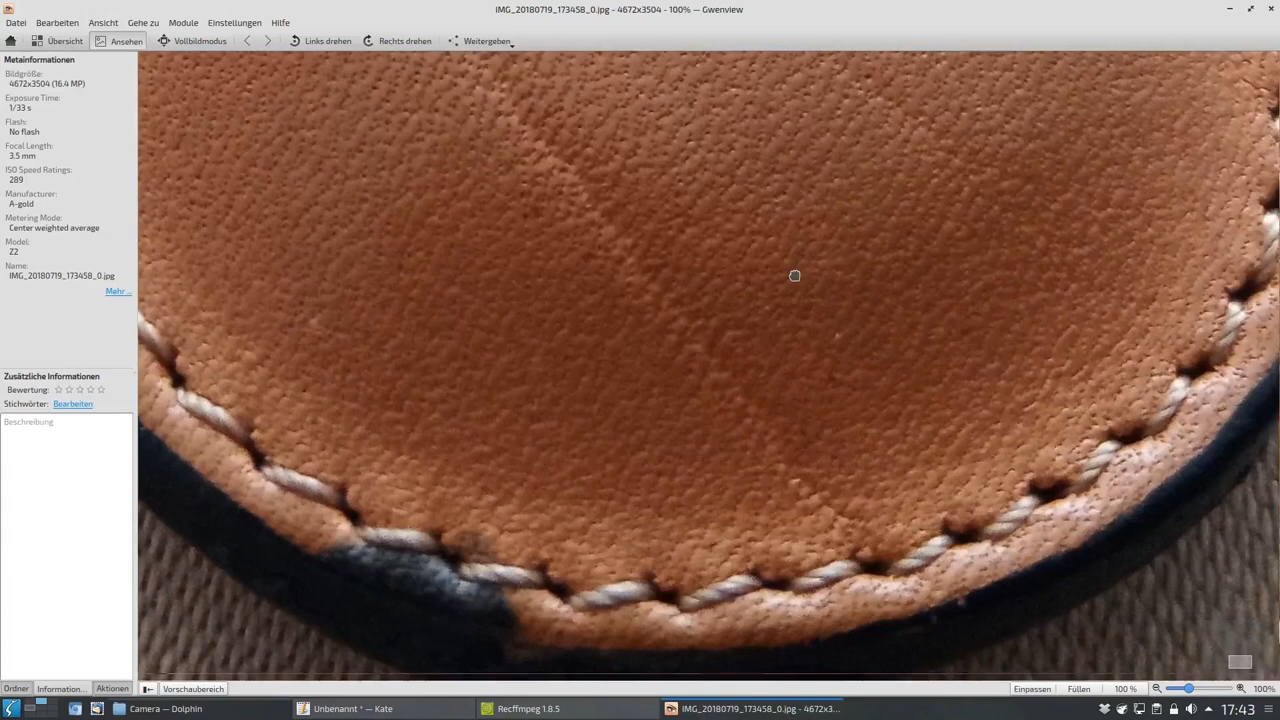 IMG_20180719_173458_0.jpg - 4672x3504 - 100% — Gwenview
Datei Bearbeiten Ansicht Gehe zu Module Einstellungen Hilfe
Übersicht Ansehen Vollbildmodus Links drehen Rechts drehen Weitergeben
Metainformationen
Bildgröße:
4672x3504 (16.4 MP)
Exposure Time:
1/33 s
Flash:
No flash
Focal Length:
3.5 mm
ISO Speed Ratings:
289
Manufacturer:
A-gold
Metering Mode:
Center weighted average
Model:
Z2
Name:
IMG_20180719_173458_0.jpg
Mehr ...
Zusätzliche Informationen
Bewertung:
Stichwörter: Bearbeiten
Beschreibung
Ordner Information... Aktionen Vorschaubereich Einpassen Füllen 100 % 100%
Camera — Dolphin Unbenannt * — Kate Recffmpeg 1.8.5 IMG_20180719_173458_0.jpg - 4672x3... 17:43